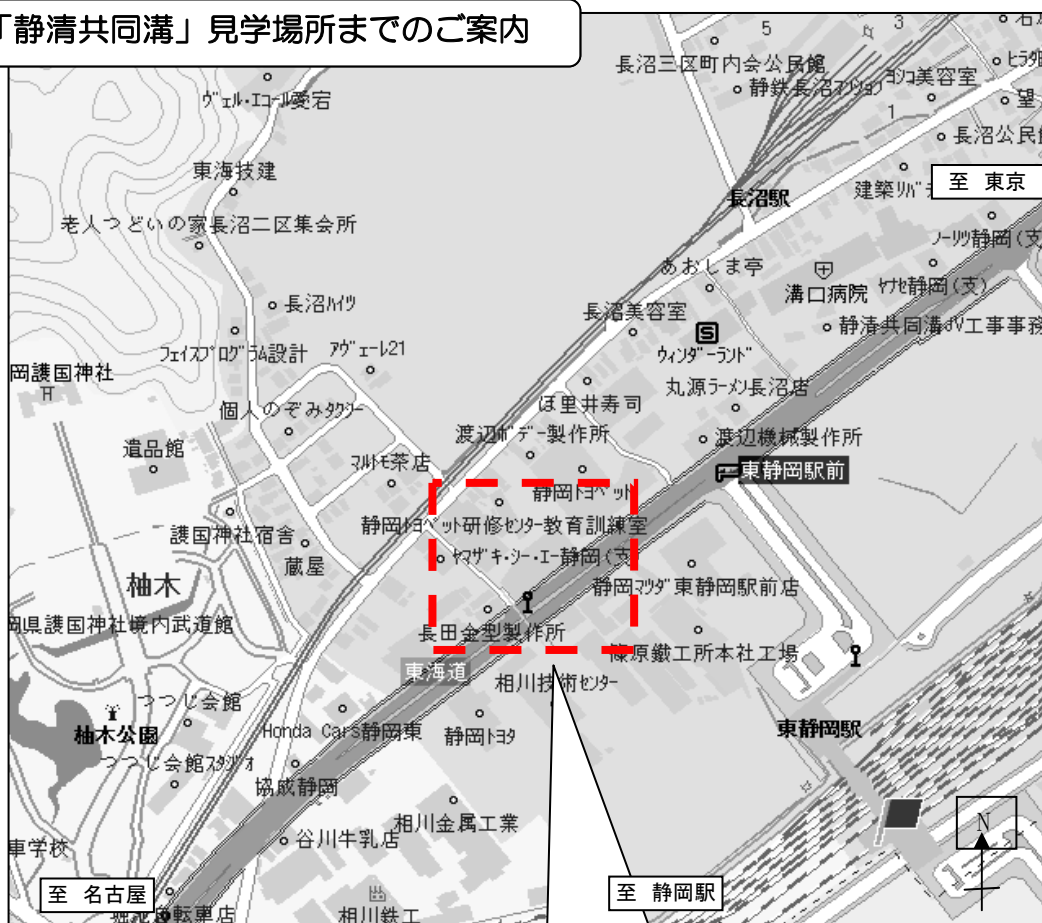 「静清共同溝」見学場所までのご案内
5
3
長沼三区町内会公民館
静鉄長沼マンション
ヨシコ美容室
ヴェル・エコール愛宕
望
1
長沼公民館
東海技建
長沼駅
至 東京
老人つどいの家長沼二区集会所
ノーリツ静岡(支
あおしま亭
溝口病院
ヤナセ静岡(支)
長沼ハイツ
長沼美容室
静清共同溝JV工事事務
S
ウィンダーランド
フェイスプログラム設計
アヴェーレ21
岡護国神社
丸源ラーメン長沼店
個人のぞみタクシー
ほ里井寿司
遺品館
渡辺ボデー製作所
渡辺機械製作所
マルモ茶店
東静岡駅前
静岡トヨペット
静岡トヨペット研修センター教育訓練室
護国神社宿舎
ヤマザキ・シー・エー静岡(支)
蔵屋
柚木
静岡マツダ東静岡駅前店
岡県護国神社境内武道館
長田金型製作所
篠原鐵工所本社工場
東海道
相川技術センター
つつじ会館
柚木公園
Honda Cars静岡東
静岡トヨタ
東静岡駅
つつじ会館スタジオ
協成静岡
相川金属工業
谷川牛乳店
N
車学校
至 名古屋
至 静岡駅
相川鉄工